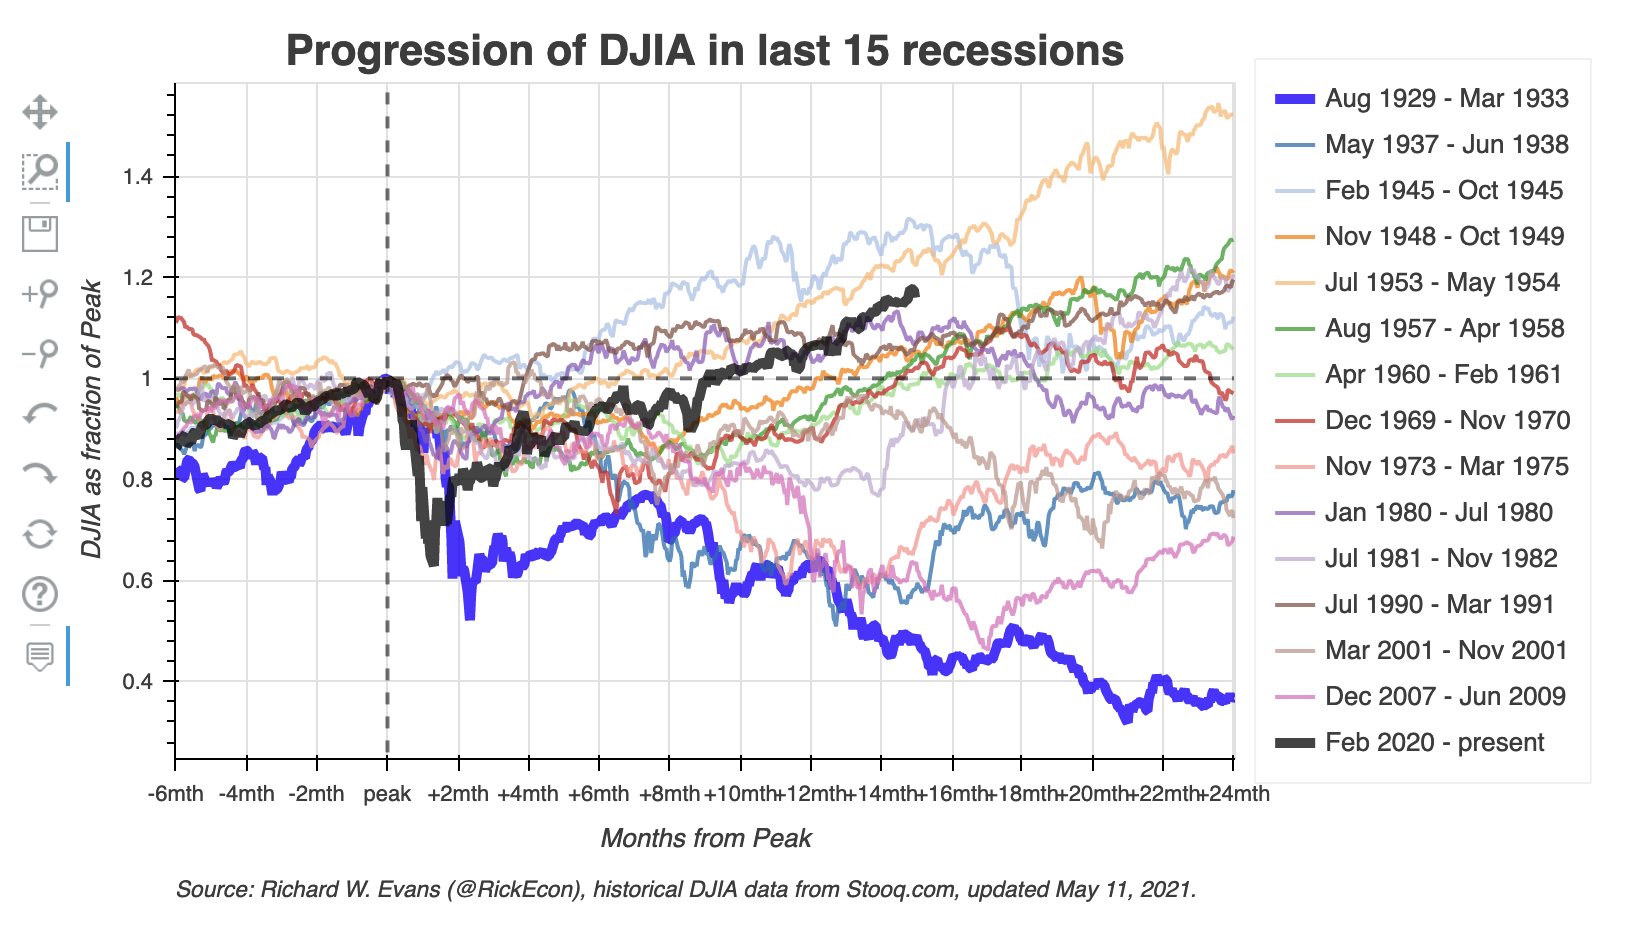 Progression of DJIA in last 15 recessions
DJIA as fraction of Peak
1.4
1.2
1
0.8
0.6
0.4
-6mth -4mth -2mth peak +2mth +4mth +6mth +8mth +10mth +12mth +14mth +16mth +18mth +20mth +22mth +24mth
Months from Peak
Aug 1929 - Mar 1933
May 1937 - Jun 1938
Feb 1945 - Oct 1945
Nov 1948 - Oct 1949
Jul 1953 - May 1954
Aug 1957 - Apr 1958
Apr 1960 - Feb 1961
Dec 1969 - Nov 1970
Nov 1973 - Mar 1975
Jan 1980 - Jul 1980
Jul 1981 - Nov 1982
Jul 1990 - Mar 1991
Mar 2001 - Nov 2001
Dec 2007 - Jun 2009
Feb 2020 - present
Source: Richard W. Evans (@RickEcon), historical DJIA data from Stooq.com, updated May 11, 2021.